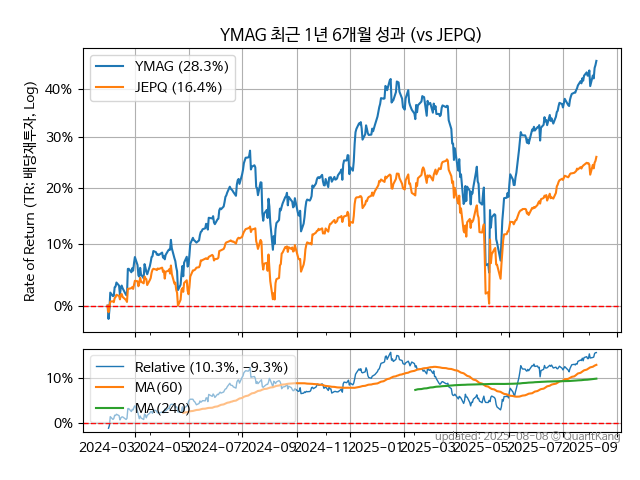 YMAG 최근 1년 6개월 성과 (vs JEPQ)
YMAG (28.3%)
JEPQ (16.4%)
Rate of Return (TR: 배당재투자, Log)
40%
30%
20%
10%
0%
Relative (10.3%, −9.3%)
MA(60)
MA(240)
10%
0%
updated: 2025-08-08 © QuantKang
2024-03 2024-05 2024-07 2024-09 2024-11 2025-01 2025-03 2025-05 2025-07 2025-09